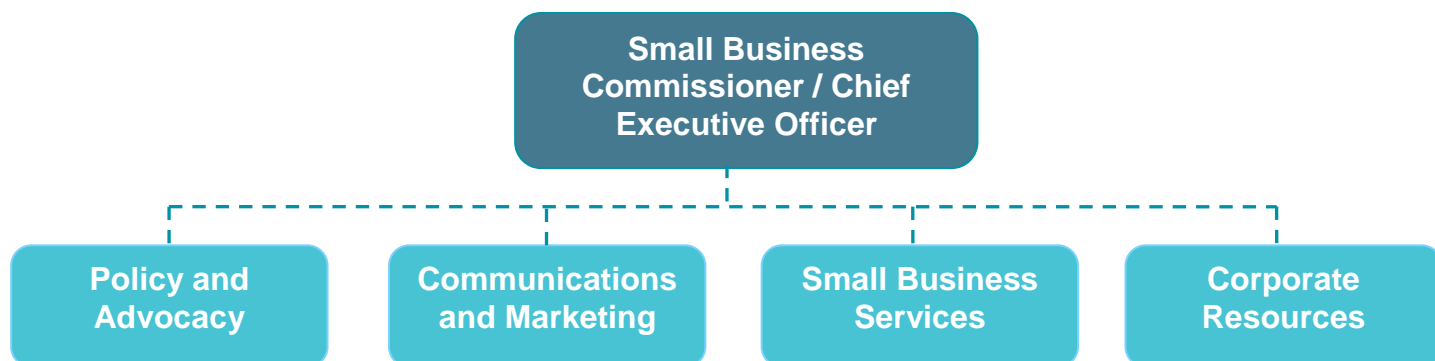 Small Business
Commissioner / Chief
Executive Officer
Policy and
Advocacy
Communications
and Marketing
Small Business
Services
Corporate
Resources